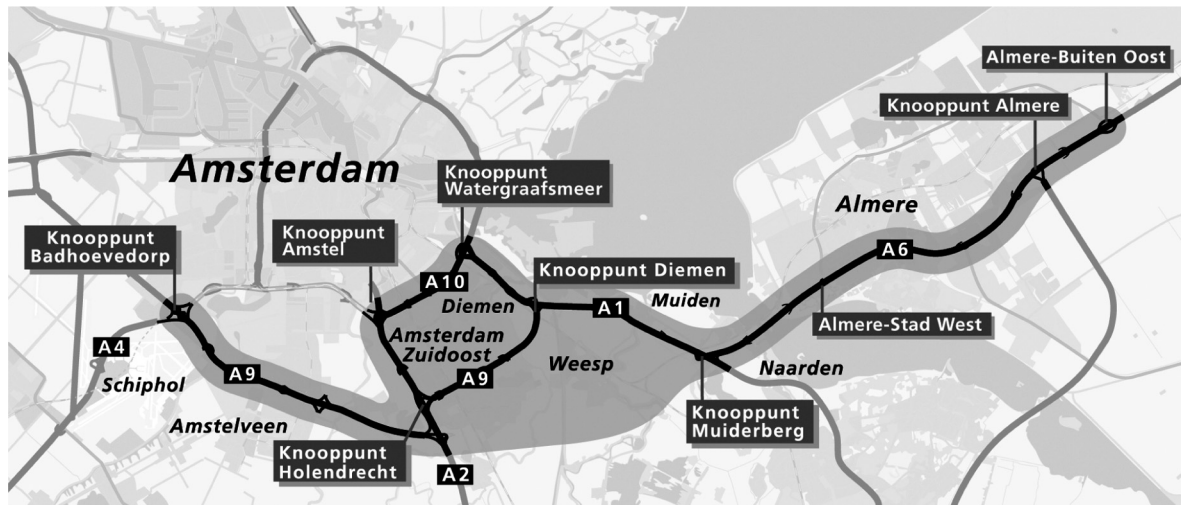 Almere-Buiten Oost
Knooppunt Almere
Amsterdam
Knooppunt
Watergraafsmeer
Almere
Knooppunt
Amstel
Knooppunt
Badhoevedorp
A6
Knooppunt Diemen
A10
Diemen
A1
Muiden
Almere-Stad West
Amsterdam
Zuidoost
A4
Schiphol
A9
Weesp
A9
Naarden
Amstelveen
Knooppunt
Muiderberg
Knooppunt
Holendrecht
A2